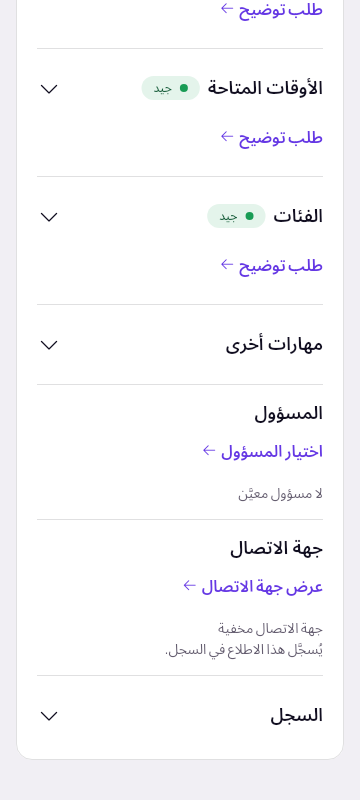 طلب توضيح ←
الأوقات المتاحة جيد
طلب توضيح ←
الفئات جيد
طلب توضيح ←
مهارات أخرى
المسؤول
اختيار المسؤول ←
لا مسؤول معيَّن
جهة الاتصال
عرض جهة الاتصال ←
جهة الاتصال مخفية
يُسجَّل هذا الاطلاع في السجل.
السجل